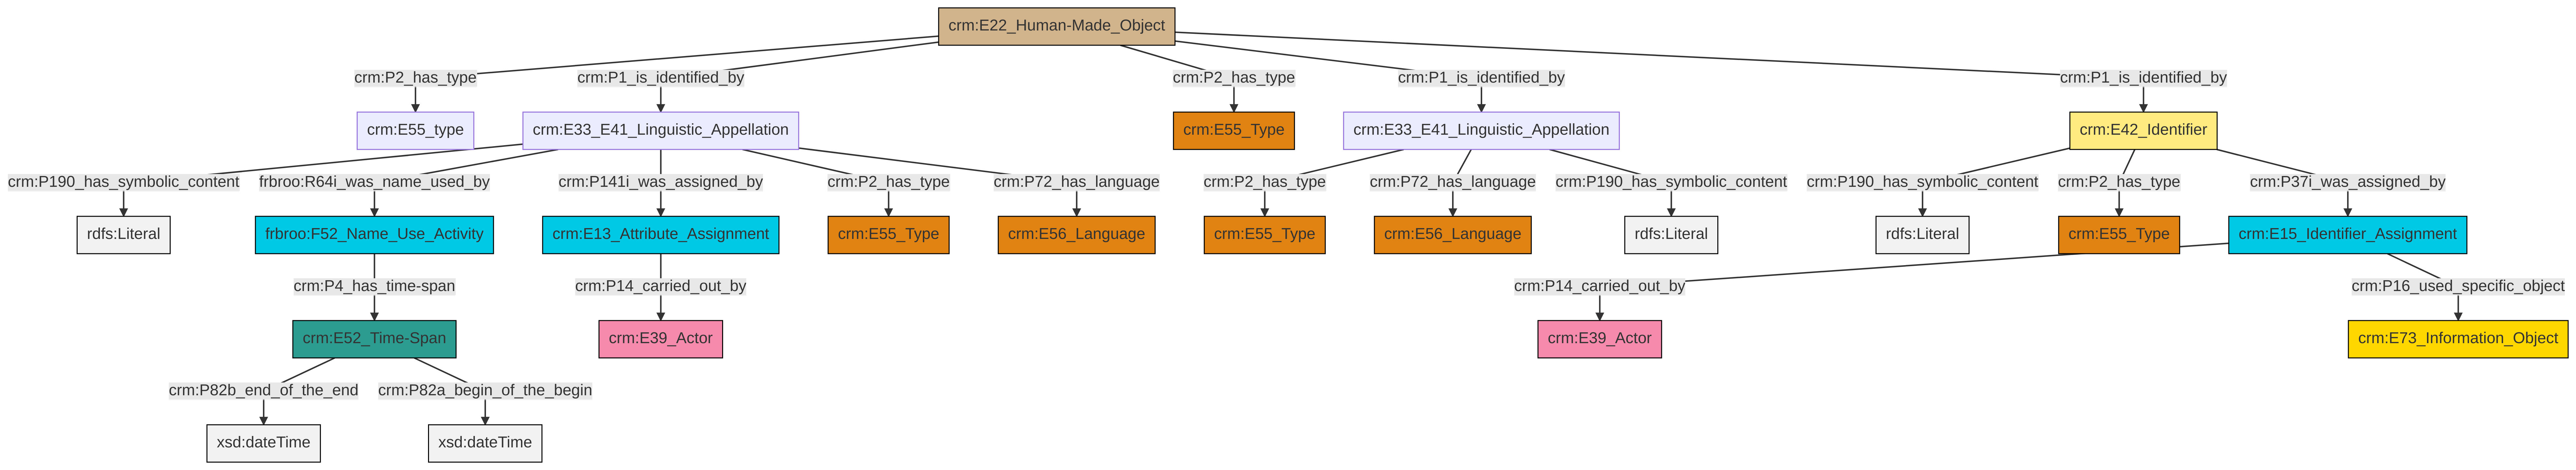 crm:E22_Human-Made_Object
crm:P2_has_type
crm:P1_is_identified_by
crm:P2_has_type
crm:P1_is_identified_by
crm:P1_is_identified_by
crm:E55_type
crm:E33_E41_Linguistic_Appellation
crm:E55_Type
crm:E33_E41_Linguistic_Appellation
crm:E42_Identifier
crm:P190_has_symbolic_content
frbroo:R64i_was_name_used_by
crm:P141i_was_assigned_by
crm:P2_has_type
crm:P72_has_language
crm:P2_has_type
crm:P72_has_language
crm:P190_has_symbolic_content
crm:P190_has_symbolic_content
crm:P2_has_type
crm:P37i_was_assigned_by
rdfs:Literal
frbroo:F52_Name_Use_Activity
crm:E13_Attribute_Assignment
crm:E55_Type
crm:E56_Language
crm:E55_Type
crm:E56_Language
rdfs:Literal
rdfs:Literal
crm:E55_Type
crm:E15_Identifier_Assignment
crm:P4_has_time-span
crm:P14_carried_out_by
crm:P14_carried_out_by
crm:P16_used_specific_object
crm:E52_Time-Span
crm:E39_Actor
crm:E39_Actor
crm:E73_Information_Object
crm:P82b_end_of_the_end
crm:P82a_begin_of_the_begin
xsd:dateTime
xsd:dateTime